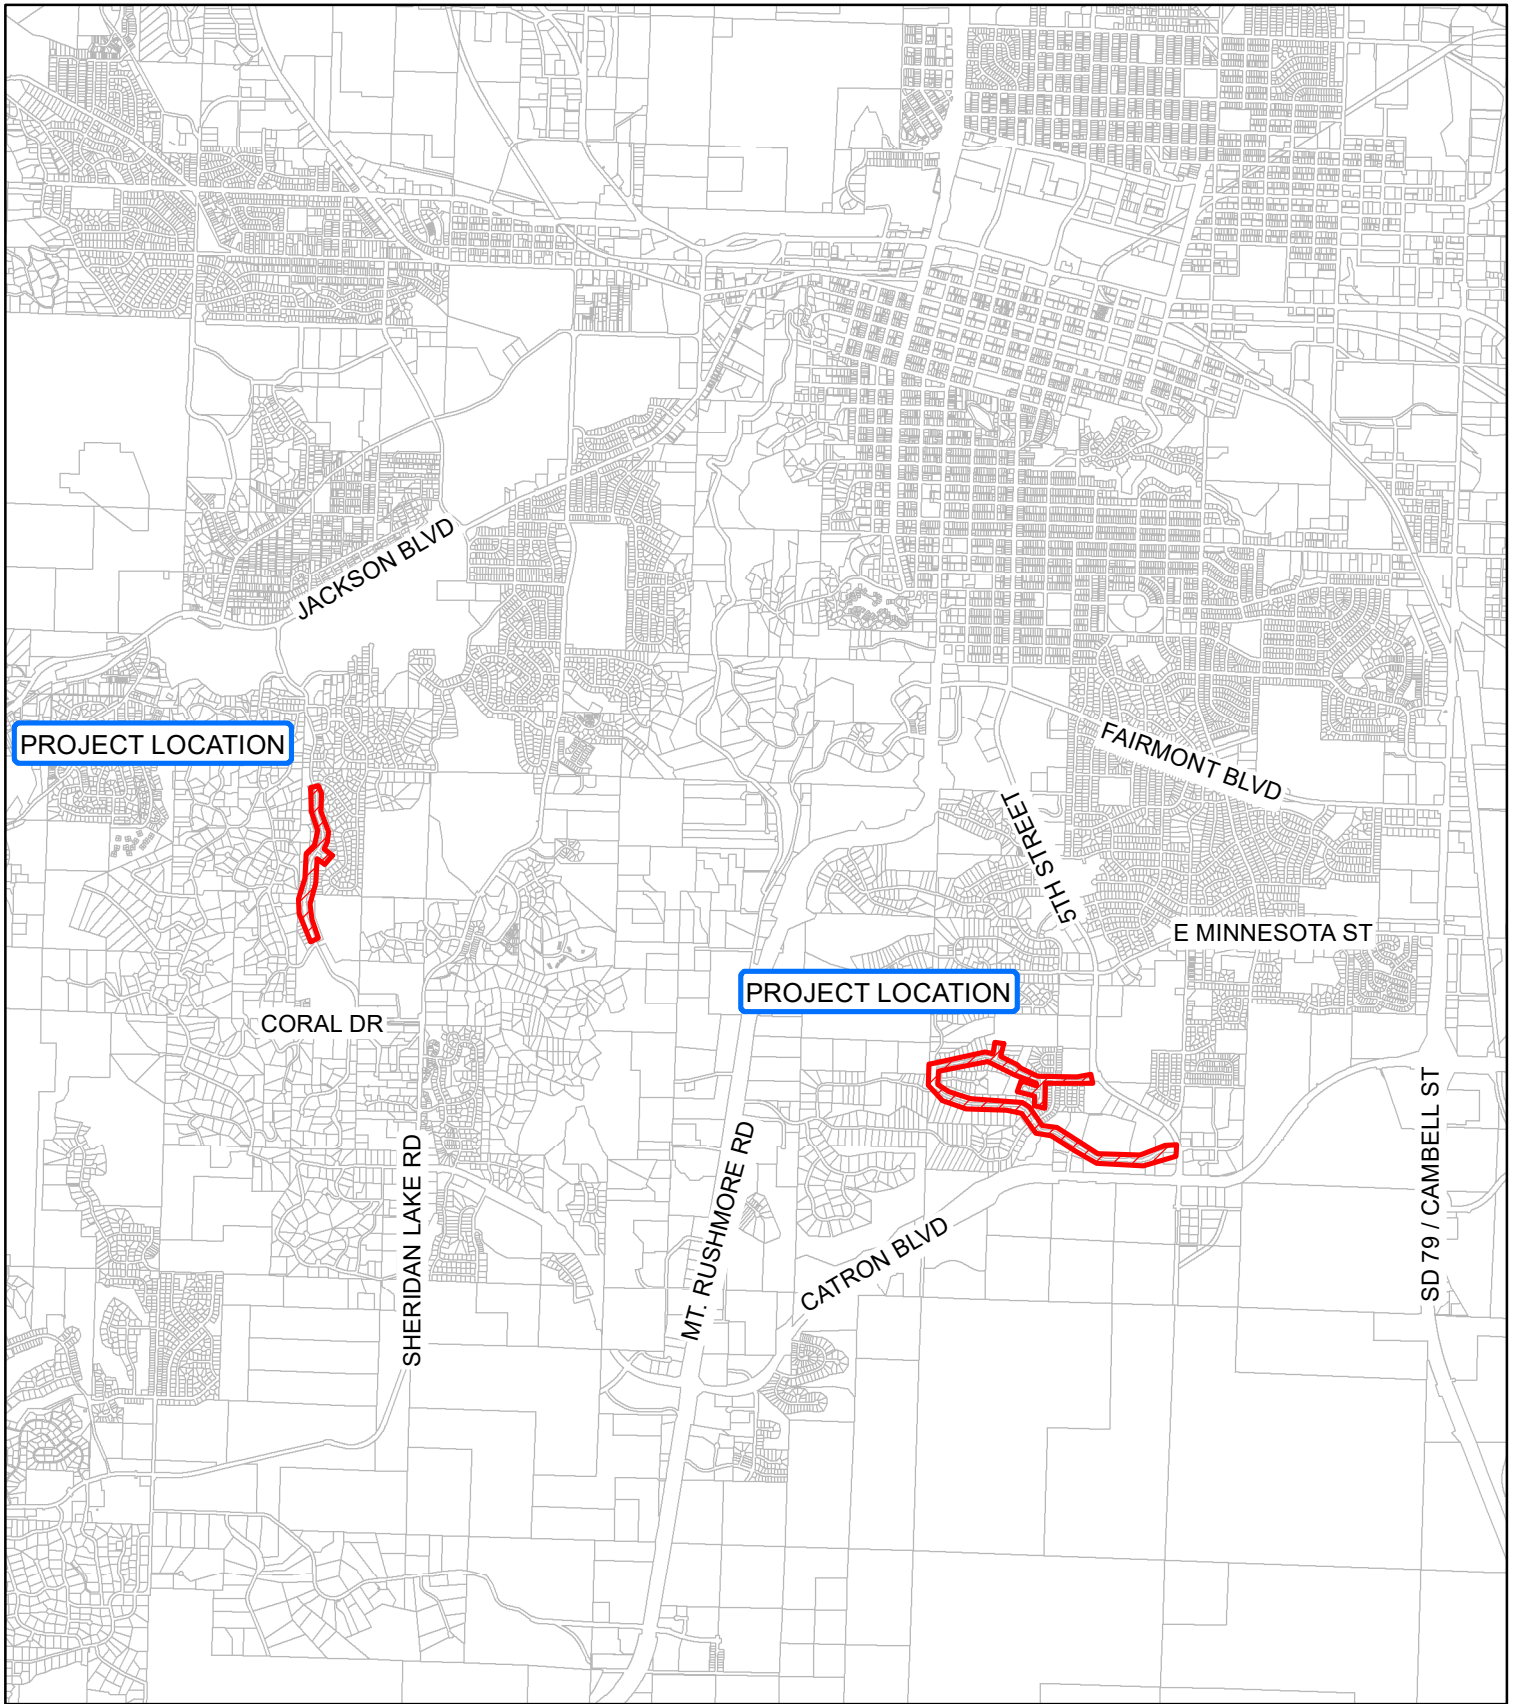 JACKSON BLVD
PROJECT LOCATION
FAIRMONT BLVD
5TH STREET
E MINNESOTA ST
PROJECT LOCATION
CORAL DR
SHERIDAN LAKE RD
MT. RUSHMORE RD
CATRON BLVD
SD 79 / CAMBELL ST